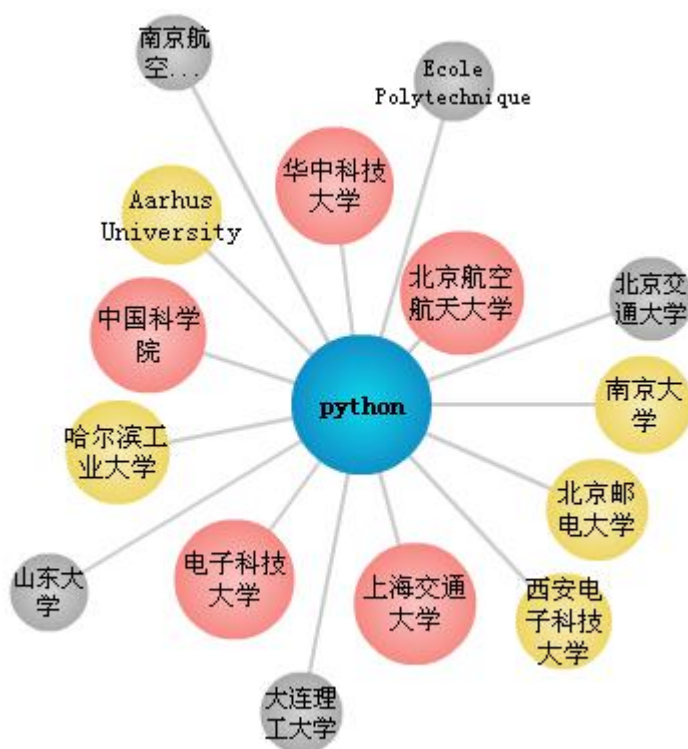 南京航
空...
Ecole
Polytechnique
华中科技
大学
Aarhus
University
北京航空
航天大学
北京交
通大学
中国科学
院
python
南京大
学
哈尔滨工
业大学
北京邮
电大学
电子科技
大学
上海交通
大学
山东大
学
西安电
子科技
大学
大连理
工大学